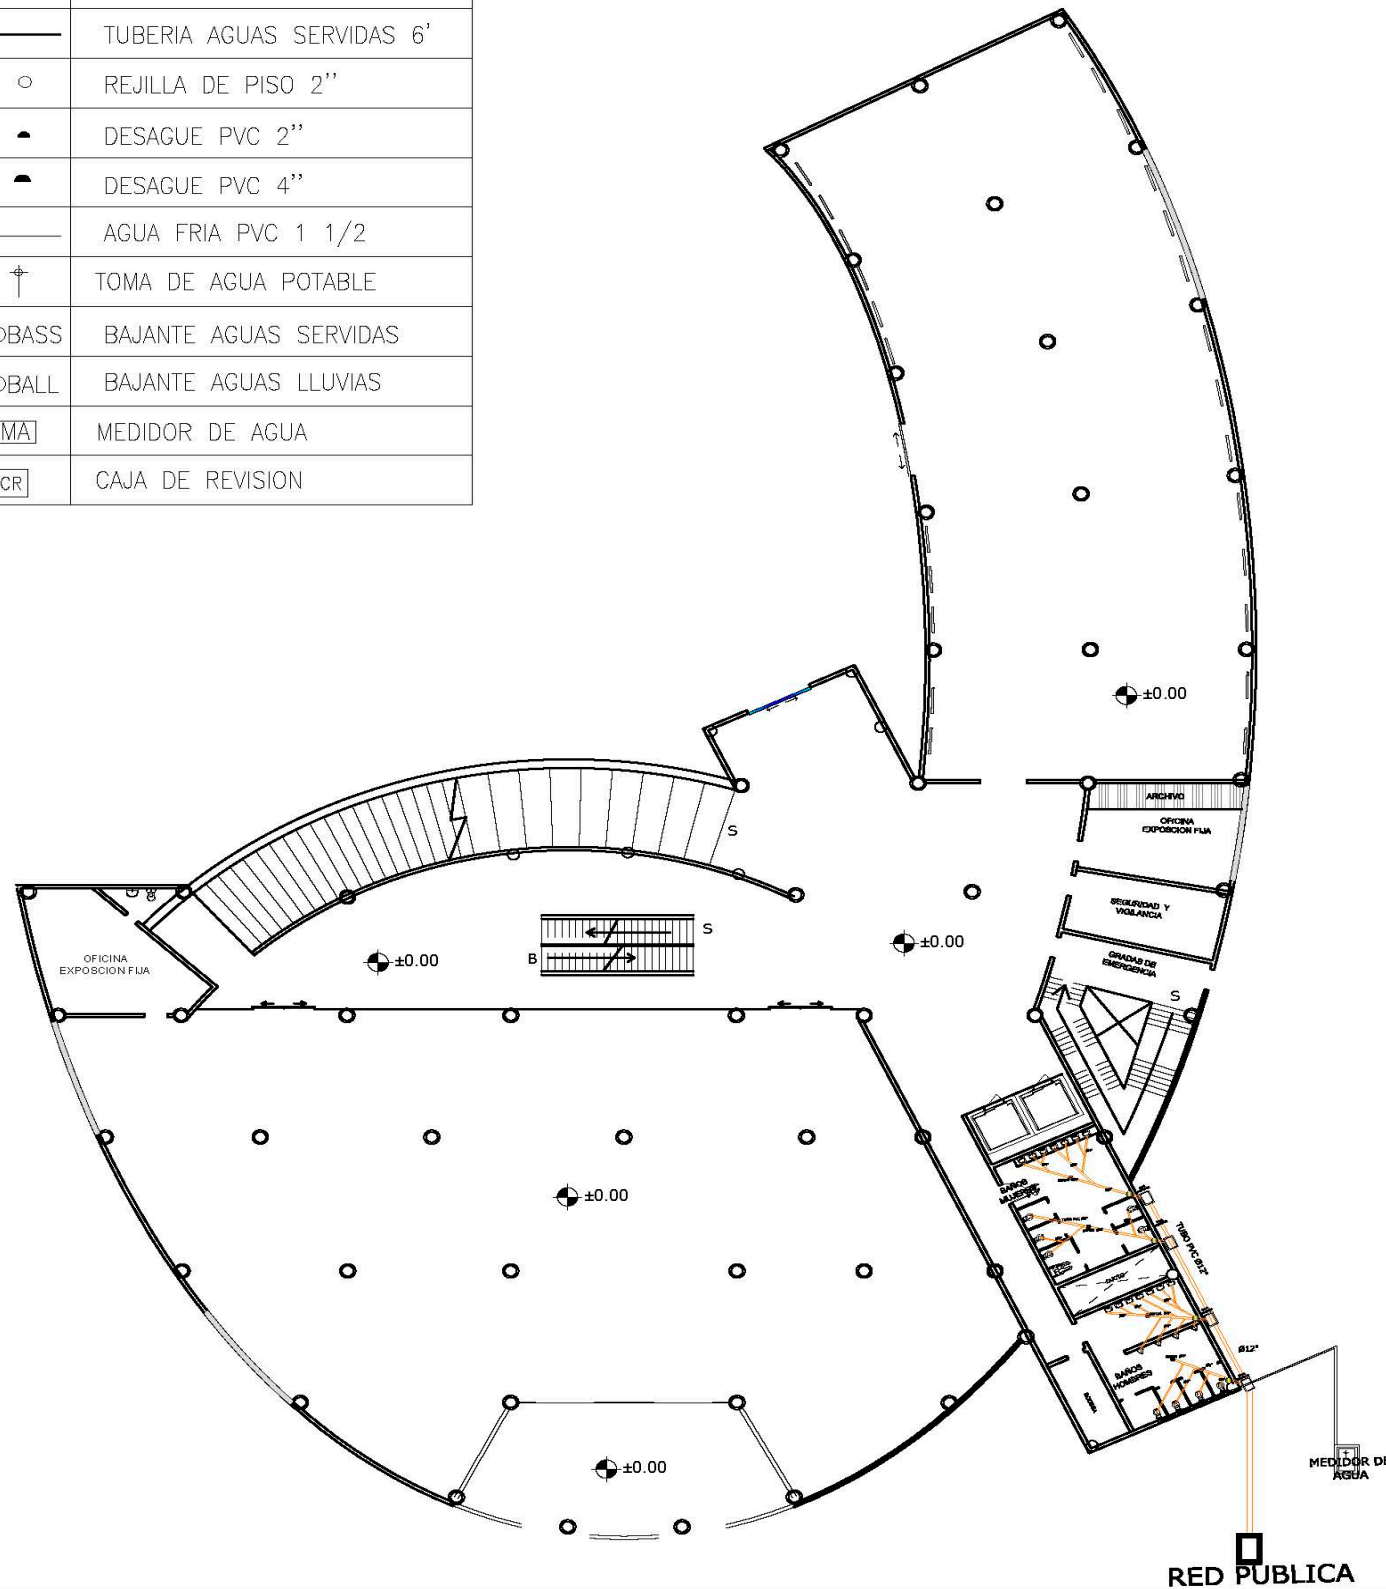 TUBERIA AGUAS SERVIDAS 6'
REJILLA DE PISO 2''
DESAGUE PVC 2''
DESAGUE PVC 4''
AGUA FRIA PVC 1 1/2
TOMA DE AGUA POTABLE
BASS BAJANTE AGUAS SERVIDAS
BALL BAJANTE AGUAS LLUVIAS
MA MEDIDOR DE AGUA
CR CAJA DE REVISION
±0.00
ARCHIVO
OFICINA
EXPOSCION FIJA
S
SEGURIDAD Y
VIGILANCIA
S
±0.00
±0.00
B
OFICINA
EXPOSCION FIJA
GRADAS DE
EMERGENCIA
S
±0.00
BAÑOS
MUJERES
TUBO PVC Ø12"
DUCTO
Ø12"
BAÑOS
HOMBRES
BODEGA
±0.00
MEDIDOR DE
AGUA
RED PUBLICA